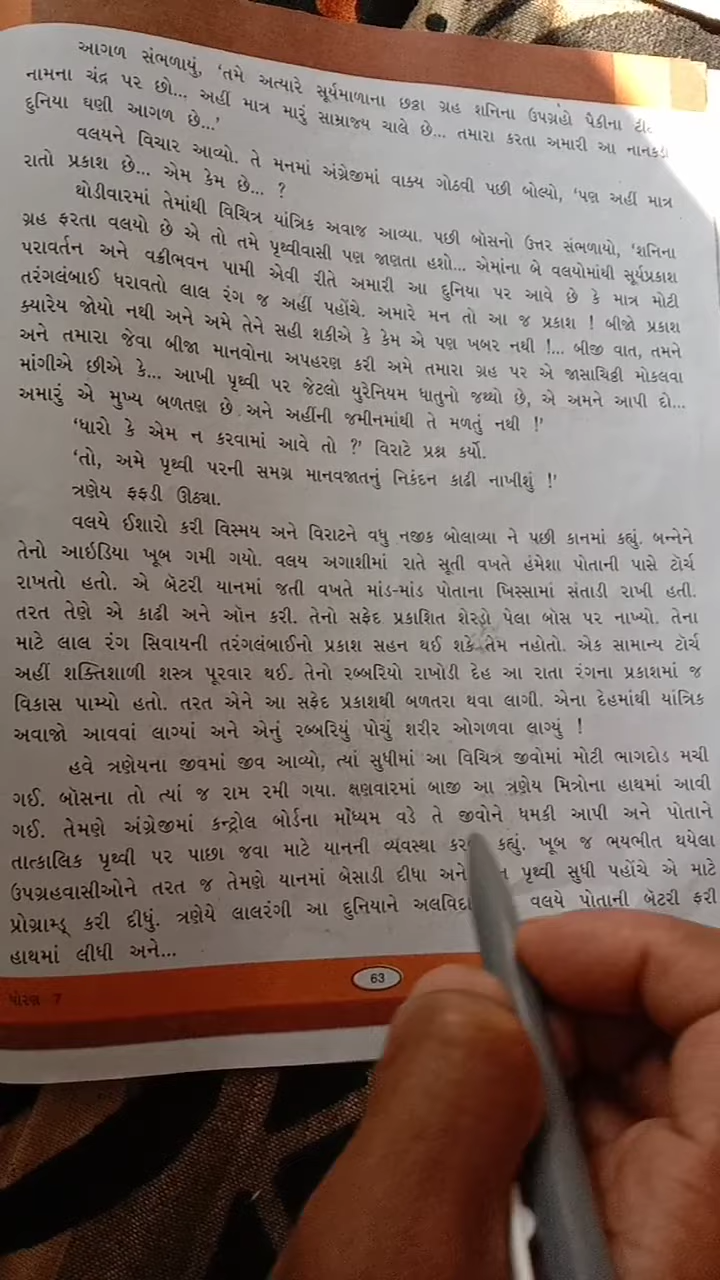 આગળ સંભળાયું, ‘તમે અત્યારે સૂર્યમાળાના છઠ્ઠા ગ્રહ શનિના ઉપગ્રહો પૈકીના
નામના ચંદ્ર પર છો... અહીં માત્ર મારું સામ્રાજ્ય ચાલે છે... તમારા કરતા અમારી આ નાનકડી
દુનિયા ઘણી આગળ છે...’
વલયને વિચાર આવ્યો. તે મનમાં અંગ્રેજીમાં વાક્ય ગોઠવી પછી બોલ્યો, ‘પણ અહીં માત્ર
રાતો પ્રકાશ છે... એમ કેમ છે... ?
થોડીવારમાં તેમાંથી વિચિત્ર યાંત્રિક અવાજ આવ્યા. પછી બૉસનો ઉત્તર સંભળાયો, ‘શનિના
ગ્રહ ફરતા વલયો છે એ તો તમે પૃથ્વીવાસી પણ જાણતા હશો... એમાંના બે વલયોમાંથી સૂર્યપ્રકાશ
પરાવર્તન અને વક્રીભવન પામી એવી રીતે અમારી આ દુનિયા પર આવે છે કે માત્ર મોટી
તરંગલંબાઈ ધરાવતો લાલ રંગ જ અહીં પહોંચે. અમારે મન તો આ જ પ્રકાશ ! બીજો પ્રકાશ
ક્યારેય જોયો નથી અને અમે તેને સહી શકીએ કે કેમ એ પણ ખબર નથી !... બીજી વાત, તમને
અને તમારા જેવા બીજા માનવોના અપહરણ કરી અમે તમારા ગ્રહ પર એ જાસાચિઠ્ઠી મોકલવા
માંગીએ છીએ કે... આખી પૃથ્વી પર જેટલો યુરેનિયમ ધાતુનો જથ્થો છે, એ અમને આપી દો...
અમારું એ મુખ્ય બળતણ છે અને અહીંની જમીનમાંથી તે મળતું નથી !’
‘ધારો કે એમ ન કરવામાં આવે તો ?’ વિરાટે પ્રશ્ન કર્યો.
‘તો, અમે પૃથ્વી પરની સમગ્ર માનવજાતનું નિકંદન કાઢી નાખીશું !’
ત્રણેય ફફડી ઊઠ્યા.
વલયે ઈશારો કરી વિસ્મય અને વિરાટને વધુ નજીક બોલાવ્યા ને પછી કાનમાં કહ્યું. બન્નેને
તેનો આઇડિયા ખૂબ ગમી ગયો. વલય અગાશીમાં રાતે સૂતી વખતે હંમેશા પોતાની પાસે ટૉર્ચ
રાખતો હતો. એ બૅટરી યાનમાં જતી વખતે માંડ-માંડ પોતાના ખિસ્સામાં સંતાડી રાખી હતી.
તરત તેણે એ કાઢી અને ઑન કરી. તેનો સફેદ પ્રકાશિત શેરડો પેલા બૉસ પર નાખ્યો. તેના
માટે લાલ રંગ સિવાયની તરંગલંબાઈનો પ્રકાશ સહન થઈ શકે તેમ નહોતો. એક સામાન્ય ટૉર્ચ
અહીં શક્તિશાળી શસ્ત્ર પૂરવાર થઈ. તેનો રબ્બરિયો રાખોડી દેહ આ રાતા રંગના પ્રકાશમાં જ
વિકાસ પામ્યો હતો. તરત એને આ સફેદ પ્રકાશથી બળતરા થવા લાગી. એના દેહમાંથી યાંત્રિક
અવાજો આવવાં લાગ્યાં અને એનું રબ્બરિયું પોચું શરીર ઓગળવા લાગ્યું !
હવે ત્રણેયના જીવમાં જીવ આવ્યો, ત્યાં સુધીમાં આ વિચિત્ર જીવોમાં મોટી ભાગદોડ મચી
ગઈ. બૉસના તો ત્યાં જ રામ રમી ગયા. ક્ષણવારમાં બાજી આ ત્રણેય મિત્રોના હાથમાં આવી
ગઈ. તેમણે અંગ્રેજીમાં કન્ટ્રોલ બોર્ડના માધ્યમ વડે તે જીવોને ધમકી આપી અને પોતાને
તાત્કાલિક પૃથ્વી પર પાછા જવા માટે યાનની વ્યવસ્થા કહ્યું. ખૂબ જ ભયભીત થયેલા
ઉપગ્રહવાસીઓને તરત જ તેમણે યાનમાં બેસાડી દીધા અને પૃથ્વી સુધી પહોંચે એ માટે
પ્રોગ્રામ્ડ્ કરી દીધું. ત્રણેયે લાલરંગી આ દુનિયાને અલવિદા વલયે પોતાની બૅટરી ફરી
હાથમાં લીધી અને...
63
ધોરણ 7